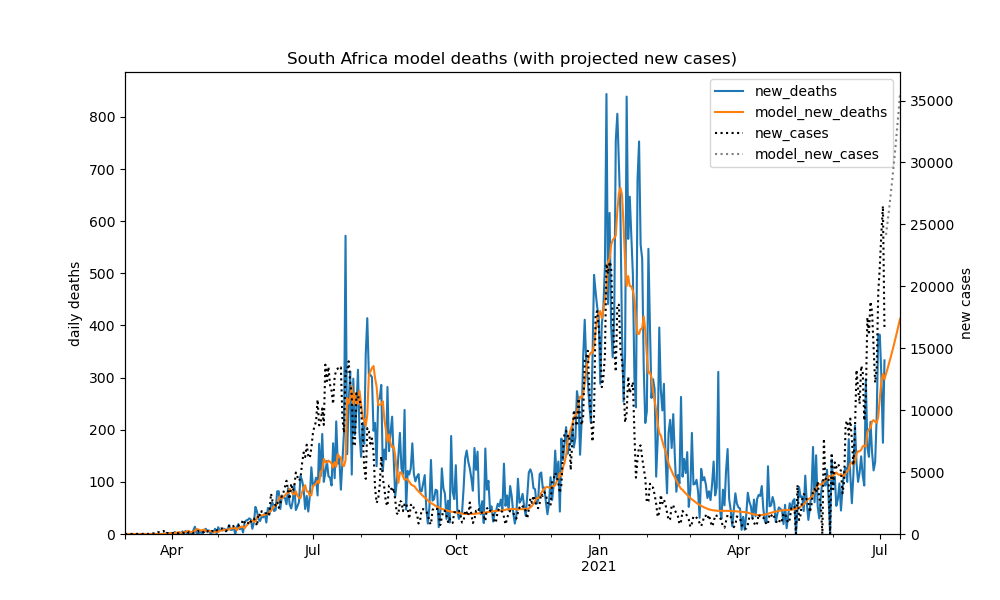 South Africa model deaths (with projected new cases)
new_deaths
model_new_deaths
new_cases
model_new_cases
daily deaths
800
700
600
500
400
300
200
100
0
35000
30000
25000
20000
15000
10000
5000
0
new cases
Apr
Jul
Oct
Jan
Apr
Jul
2021